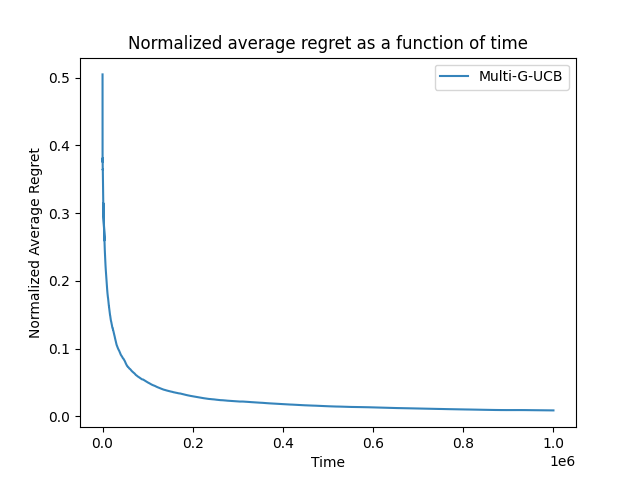 Normalized average regret as a function of time
Multi-G-UCB
Normalized Average Regret
0.5
0.4
0.3
0.2
0.1
0.0
0.0 0.2 0.4 0.6 0.8 1.0
1e6
Time